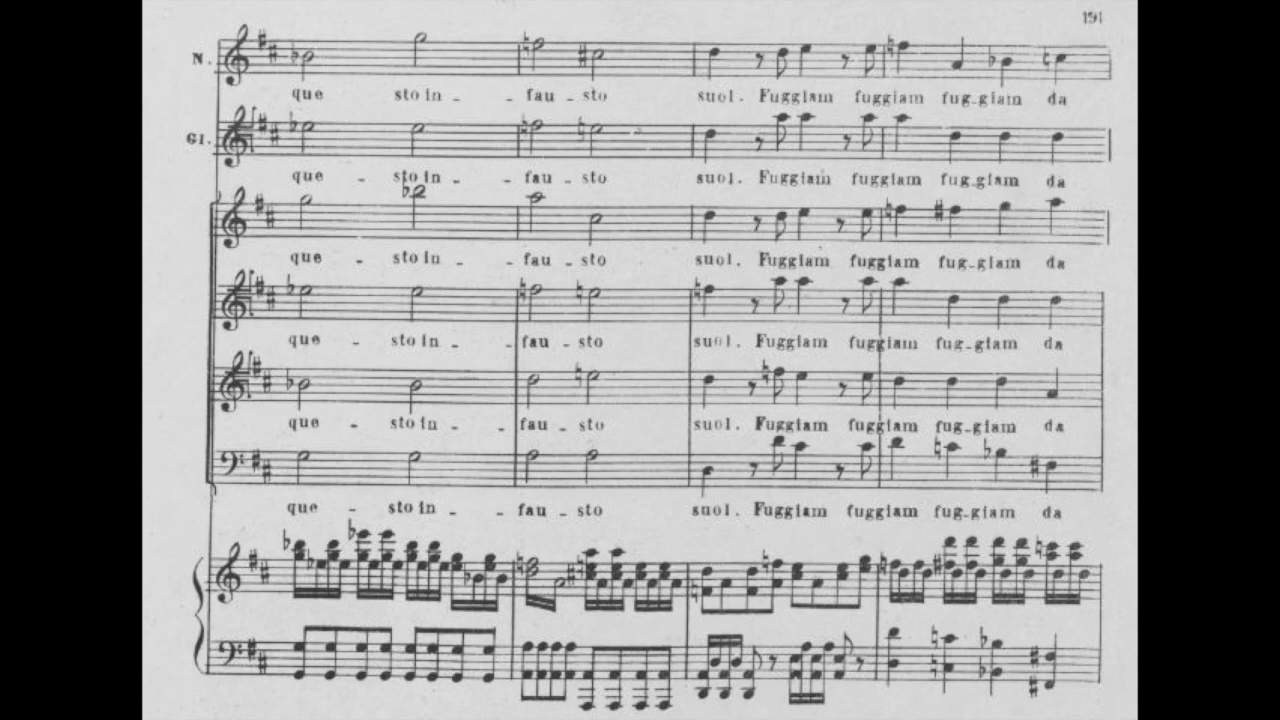 191
N.
que sto in - fau - sto suol. Fuggiam fuggiam fug-giam da
GI.
que - sto in - fau - sto suol. Fuggiam fuggiam fug-giam da
que - sto in - fau - sto suol. Fuggiam fuggiam fug-giam da
que - sto in - fau - sto suol. Fuggiam fuggiam fug-giam da
que - sto in - fau - sto suol. Fuggiam fuggiam fug-giam da
que - sto in - fau - sto suol. Fuggiam fuggiam fug-giam da